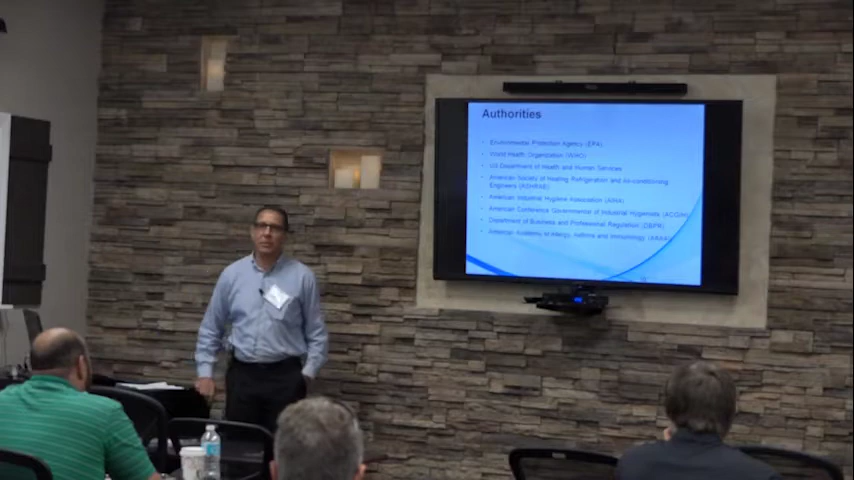 Authorities
Environmental Protection Agency (EPA)
World Health Organization (WHO)
US Department of Health and Human Services
American Society of Heating Refrigeration and Air-conditioning
Engineers (ASHRAE)
American Industrial Hygiene Association (AIHA)
American Conference Governmental of Industrial Hygienists (ACGIH)
Department of Business and Professional Regulation (DBPR)
American Academy of Allergy, Asthma and Immunology (AAAAI)